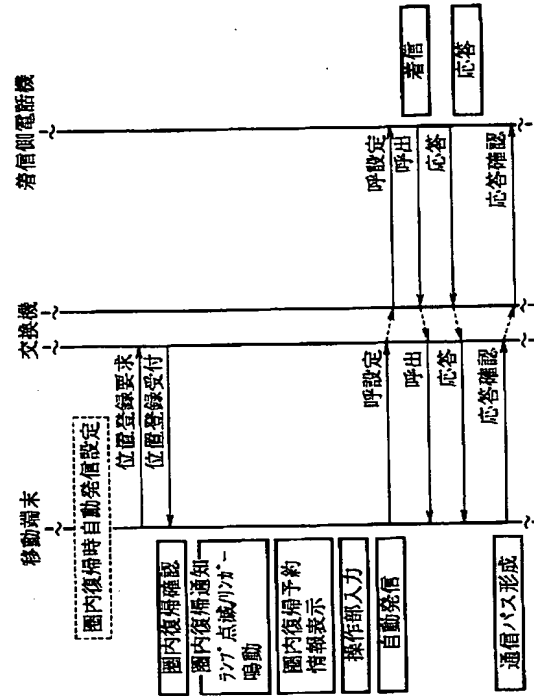 移動端末
交換機
着信側電話機
圏内復帰時自動発信設定
位置登録要求
位置登録受付
圏内復帰確認
圏内復帰通知
ランプ点滅/リンガー
鳴動
圏内復帰予約
情報表示
操作部入力
自動発信
呼設定
呼設定
呼出
呼出
着信
応答
応答
応答
応答確認
応答確認
通信パス形成